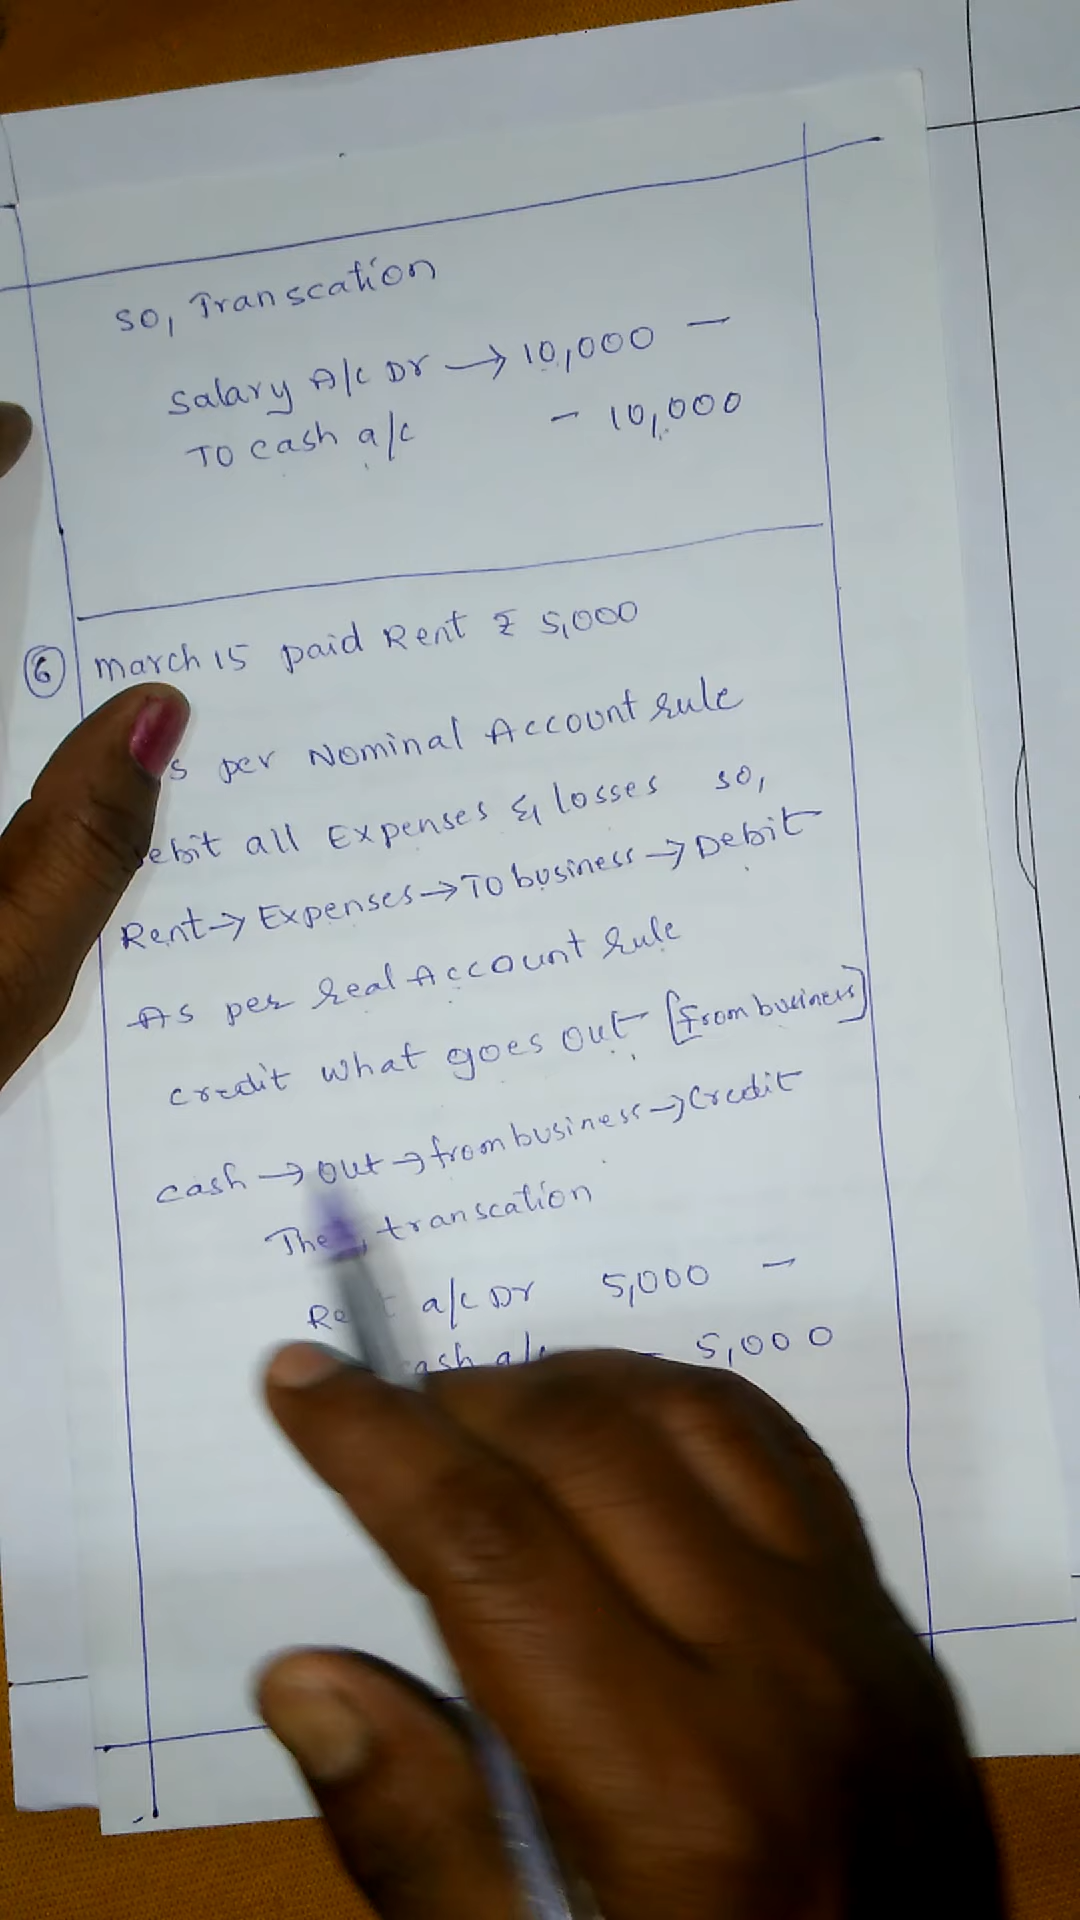 so, Transcation
Salary A/c Dr → 10,000 —
To cash a/c — 10,000
⑥ March 15 paid Rent ₹ 5,000
s per Nominal Account rule
ebit all Expenses & losses so,
Rent → Expenses → To business → Debit
As per real Account rule
credit what goes out [from business]
cash → out → from business → Credit
transcation
a/c Dr 5,000 —
cash a/c — 5,000